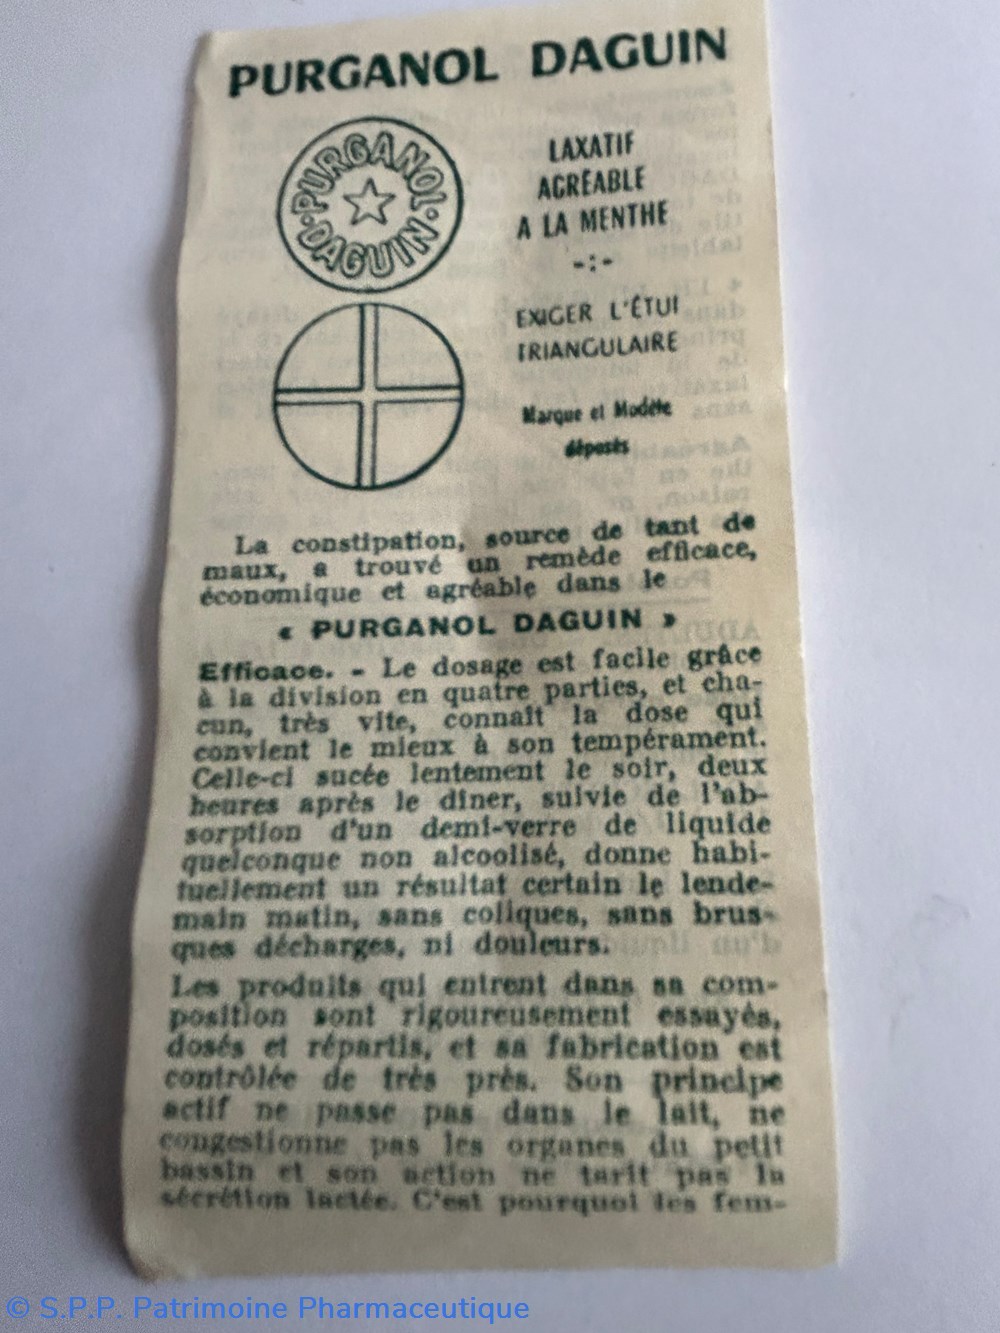 PURGANOL DAGUIN
PURGANOL
DAGUIN
LAXATIF
AGRÉABLE
A LA MENTHE
-:-
EXIGER L'ÉTUI
TRIANGULAIRE
Marque et Modèle
déposés
La constipation, source de tant de
maux, a trouvé un remède efficace,
économique et agréable dans le
« PURGANOL DAGUIN »
Efficace. - Le dosage est facile grâce
à la division en quatre parties, et cha-
cun, très vite, connaît la dose qui
convient le mieux à son tempérament.
Celle-ci sucée lentement le soir, deux
heures après le dîner, suivie de l'ab-
sorption d'un demi-verre de liquide
quelconque non alcoolisé, donne habi-
tuellement un résultat certain le lende-
main matin, sans coliques, sans brus-
ques décharges, ni douleurs.
Les produits qui entrent dans sa com-
position sont rigoureusement essayés,
dosés et répartis, et sa fabrication est
contrôlée de très près. Son principe
actif ne passe pas dans le lait, ne
congestionne pas les organes du petit
bassin et son action ne tarit pas la
sécrétion lactée. C'est pourquoi les fem-
© S.P.P. Patrimoine Pharmaceutique